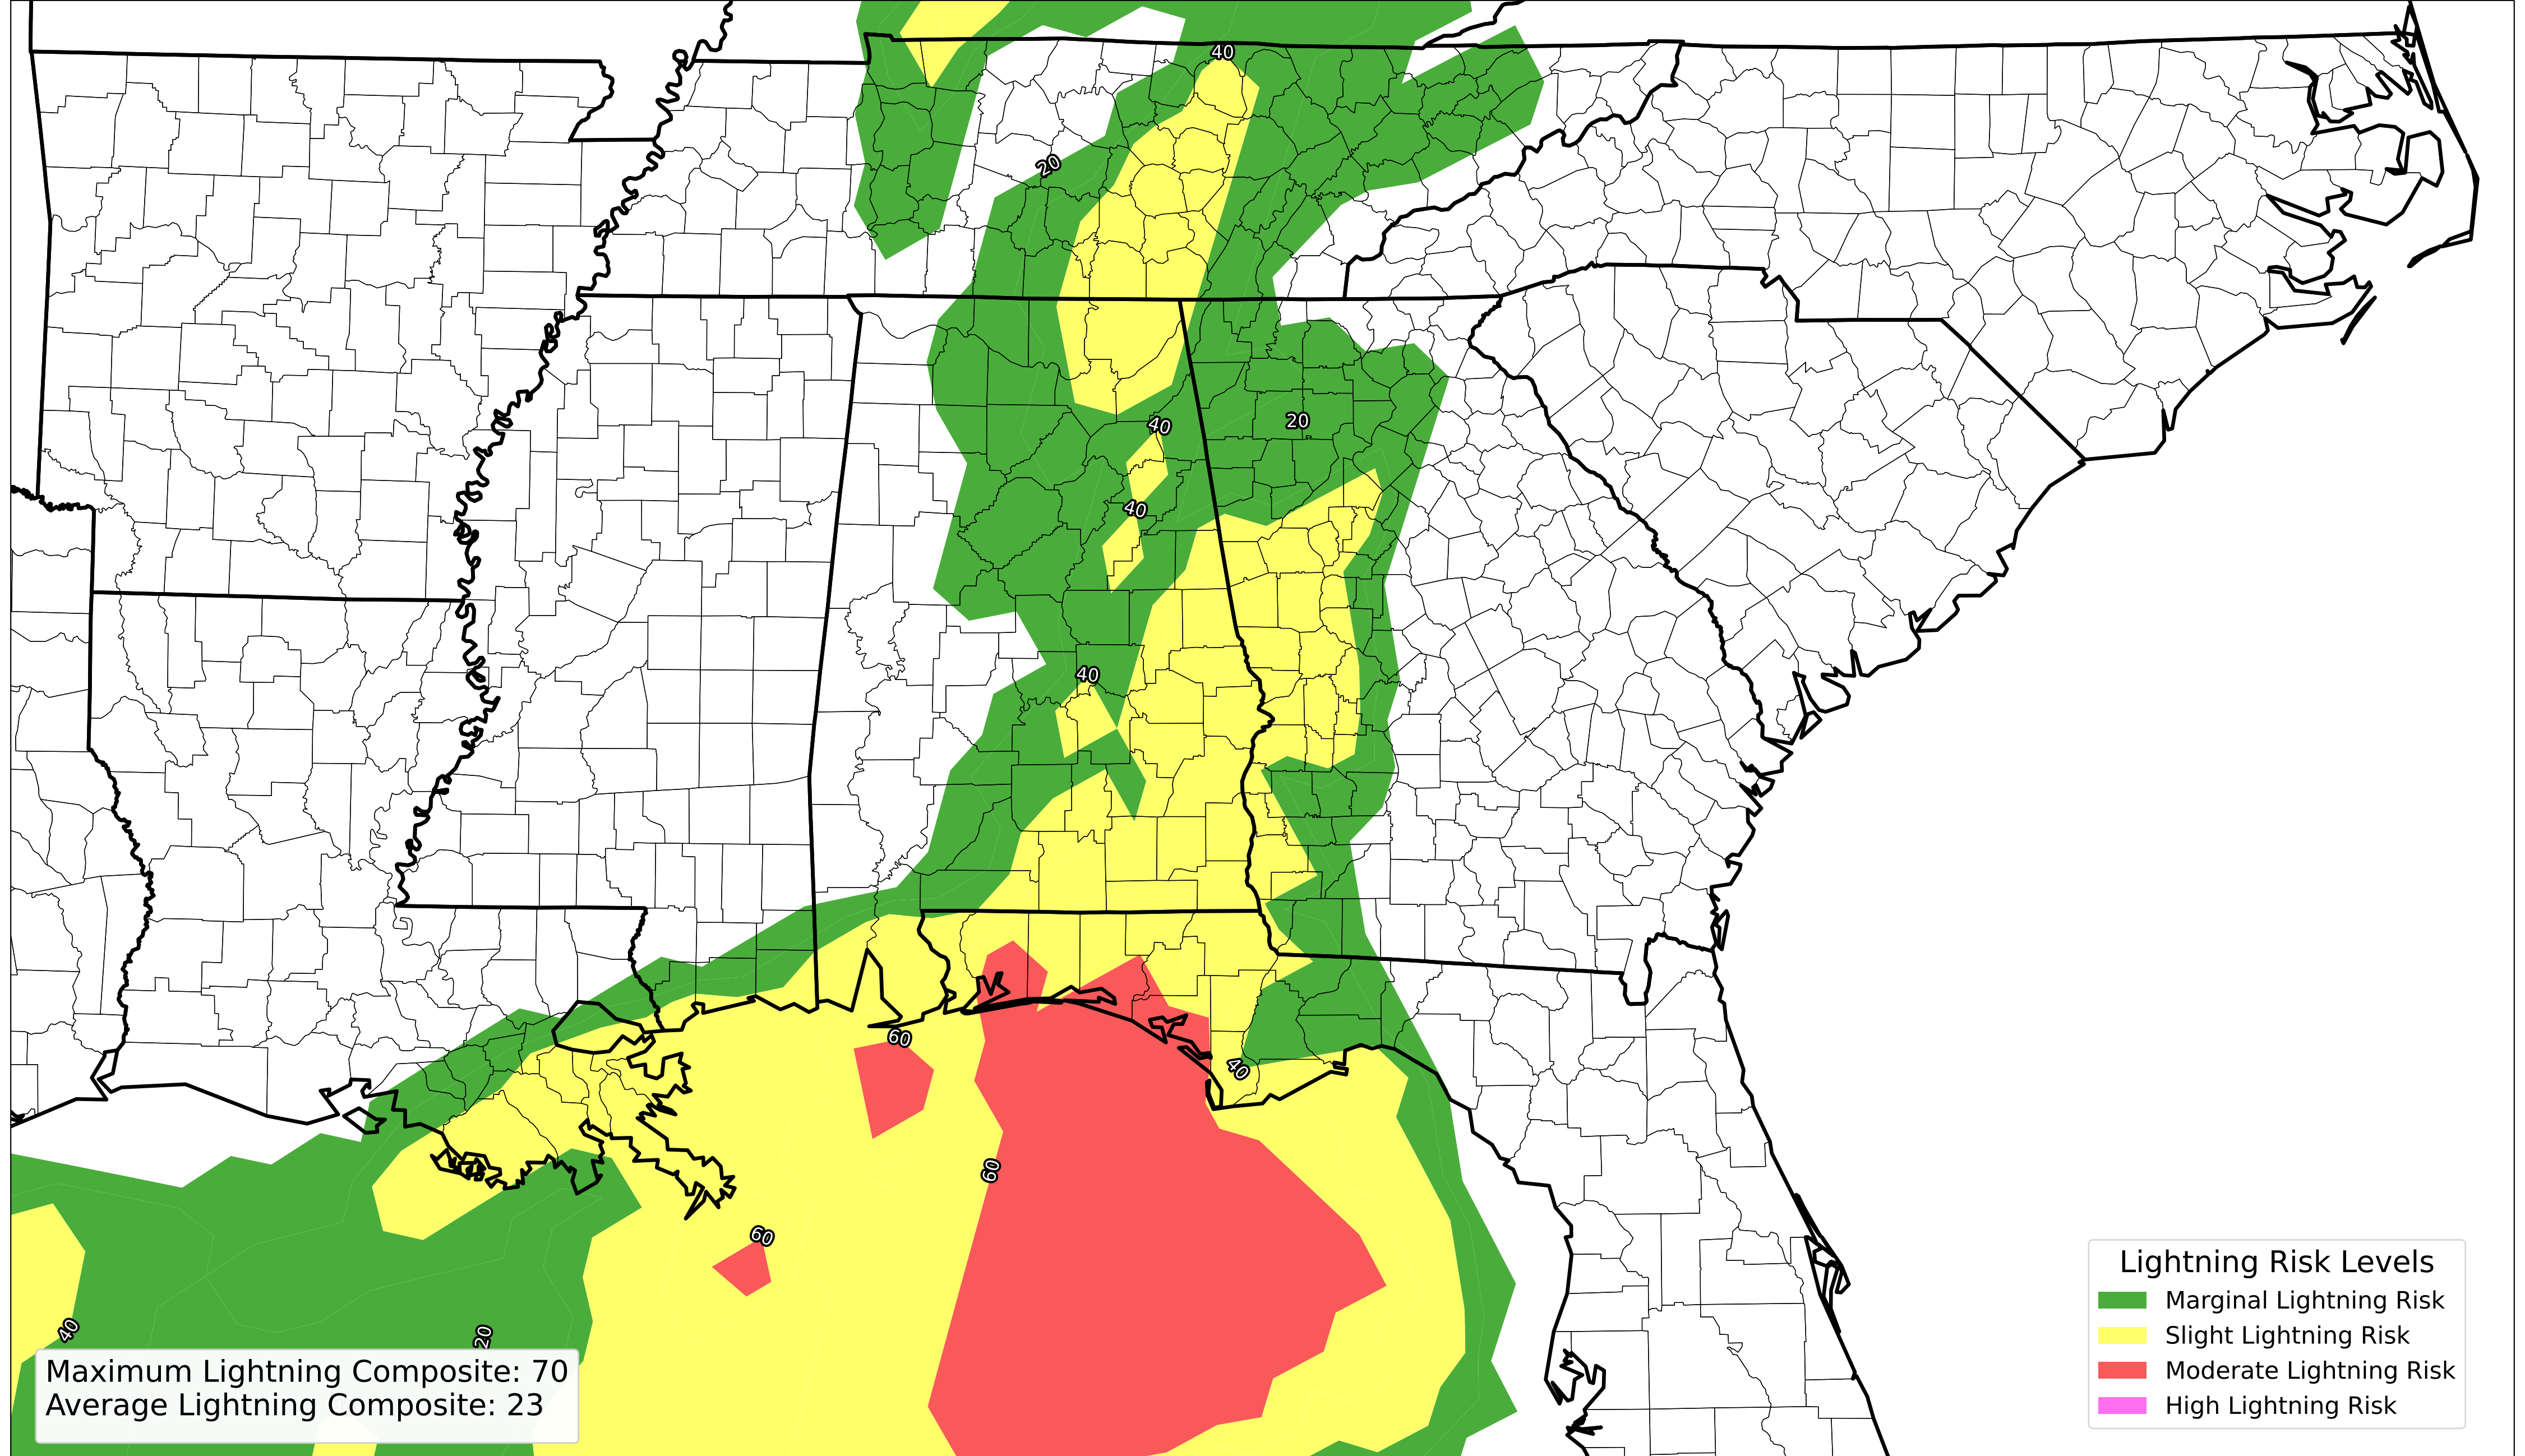 40
20
40
20
40
40
60
40
60
60
40
20
Lightning Risk Levels
Marginal Lightning Risk
Slight Lightning Risk
Moderate Lightning Risk
High Lightning Risk
Maximum Lightning Composite: 70
Average Lightning Composite: 23